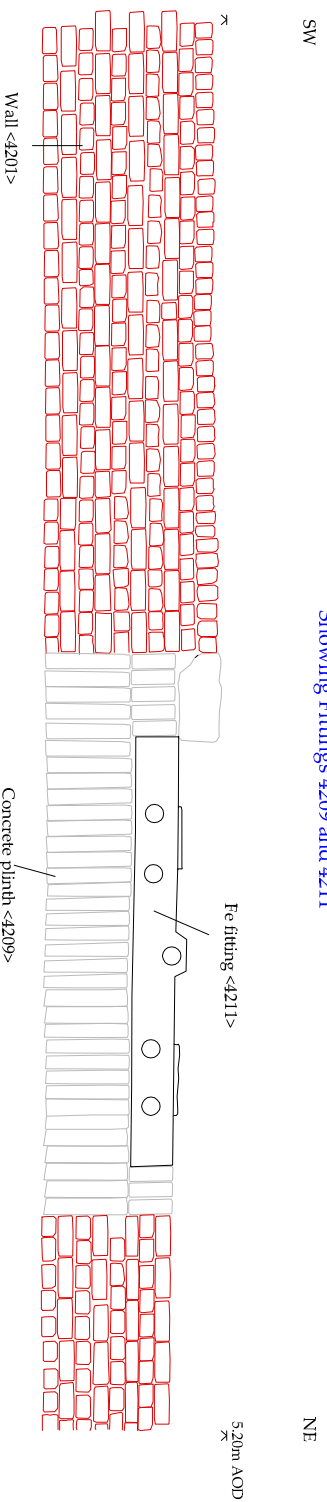 SW
NE
5.20m AOD
Showing Fittings 4209 and 4211
Fe fitting <4211>
Wall <4201>
Concrete plinth <4209>